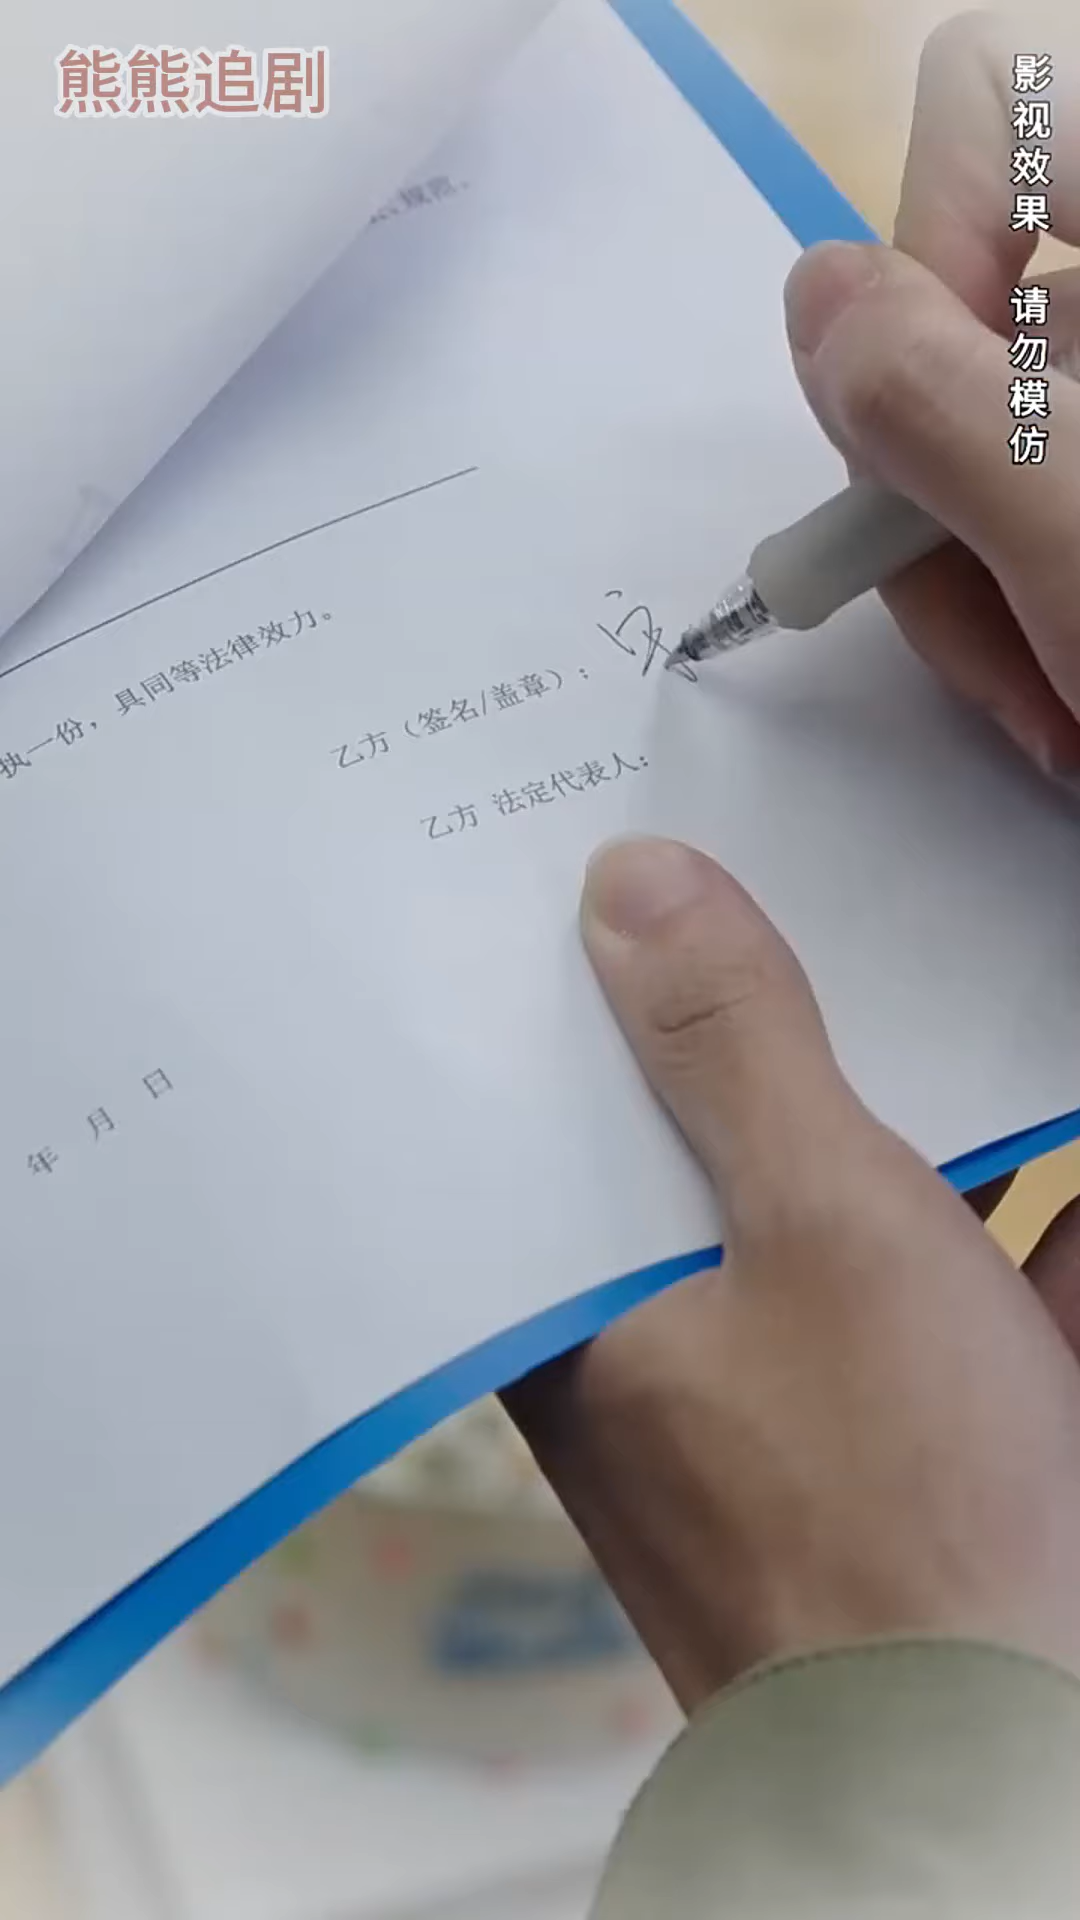 熊熊追剧
影视效果 请勿模仿
执一份，具同等法律效力。
乙方（签名/盖章）：
乙方 法定代表人：
年 月 日